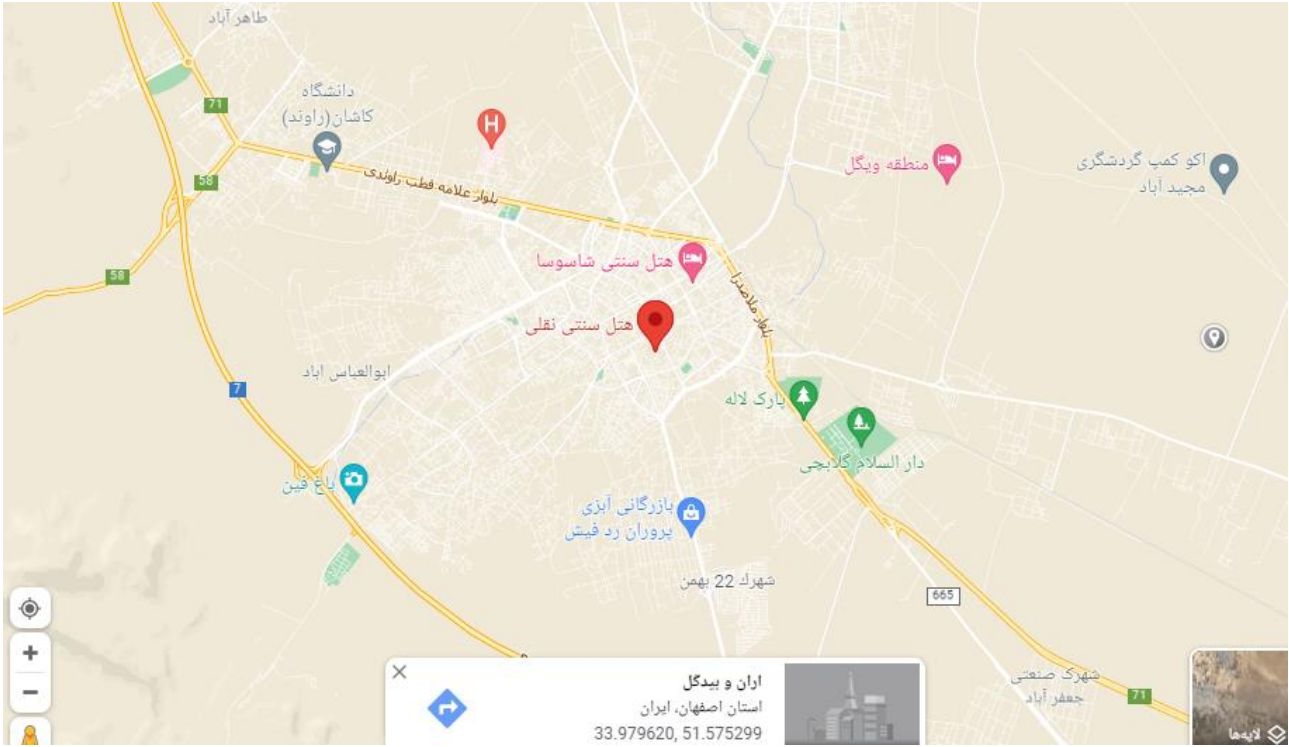 طاهر آباد
71
دانشگاه
کاشان(راوند)
H
58
بلوار علامه قطب راوندی
منطقه ویگل
اکو کمپ گردشگری
مجید آباد
58
هتل سنتی شاسوسا
بلوار ملاصدرا
هتل سنتی نقلی
ابوالعباس اباد
7
پارک لاله
دار السلام گلابچی
باغ فین
بازرگانی آبزی
پروران رد فیش
شهرك 22 بهمن
665
شهرک صنعتی
جعفر آباد
71
اران و بیدگل
استان اصفهان، ایران
33.979620, 51.575299
لایه‌ها